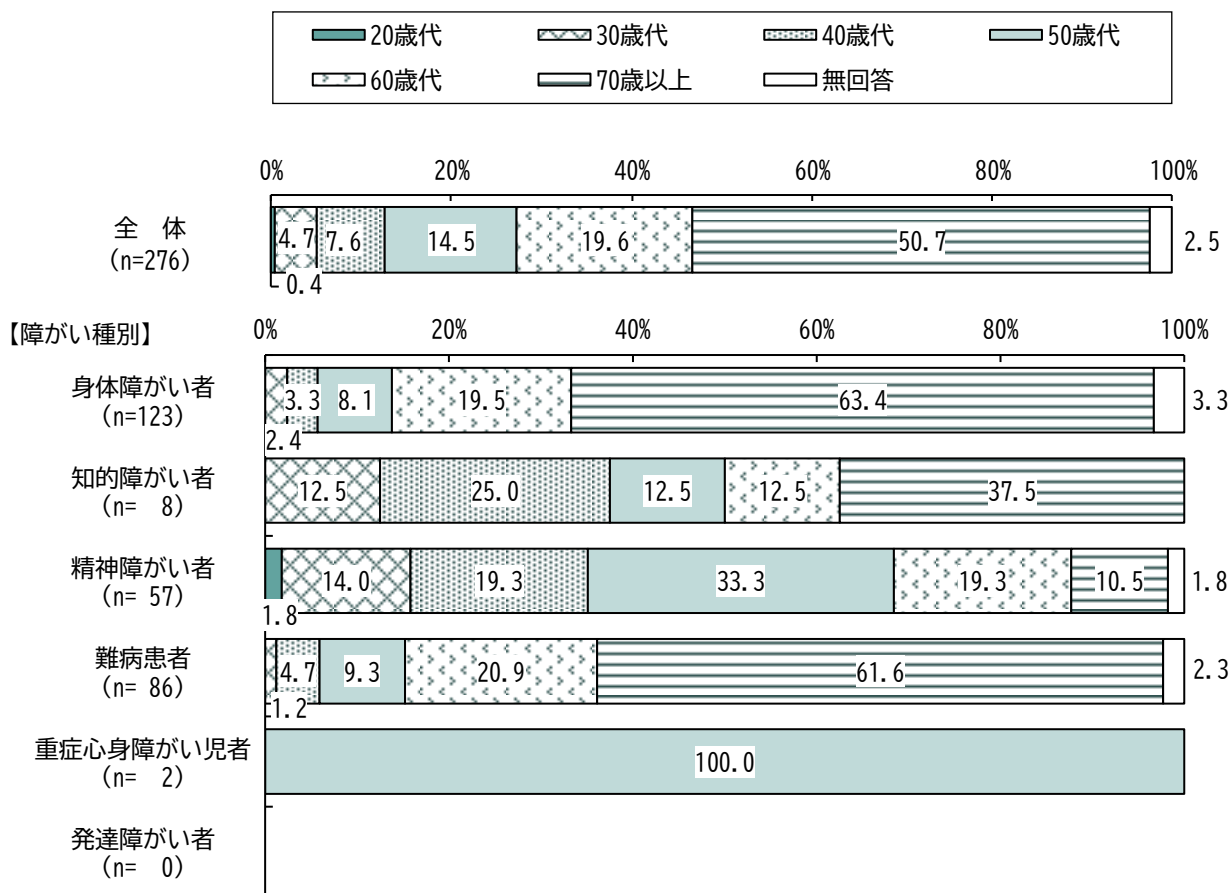 20歳代 30歳代 40歳代 50歳代
60歳代 70歳以上 無回答
0% 20% 40% 60% 80% 100%
全 体
(n=276)
4.7 7.6 14.5 19.6 50.7 2.5
0.4
【障がい種別】
0% 20% 40% 60% 80% 100%
身体障がい者
(n=123)
3.3 8.1 19.5 63.4 3.3
2.4
知的障がい者
(n= 8)
12.5 25.0 12.5 12.5 37.5
精神障がい者
(n= 57)
14.0 19.3 33.3 19.3 10.5 1.8
1.8
難病患者
(n= 86)
4.7 9.3 20.9 61.6 2.3
1.2
重症心身障がい児者
(n= 2)
100.0
発達障がい者
(n= 0)